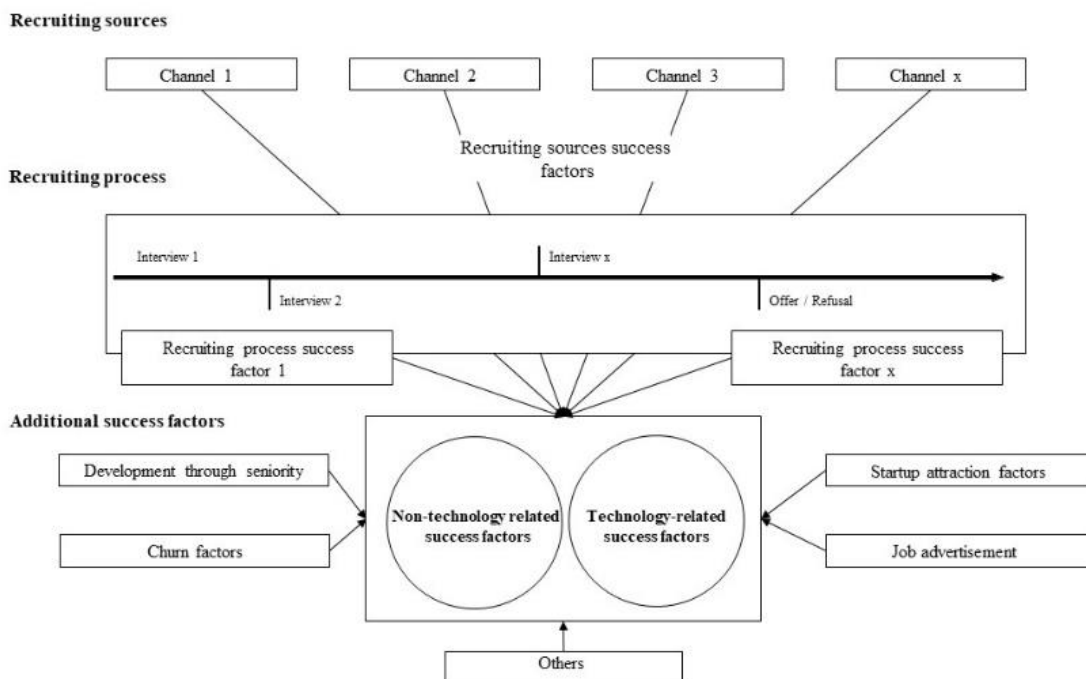 Recruiting sources
Channel 1
Channel 2
Channel 3
Channel x
Recruiting sources success
factors
Recruiting process
Interview 1
Interview x
Interview 2
Offer / Refusal
Recruiting process success
factor 1
Recruiting process success
factor x
Additional success factors
Development through seniority
Churn factors
Non-technology related
success factors
Technology-related
success factors
Startup attraction factors
Job advertisement
Others